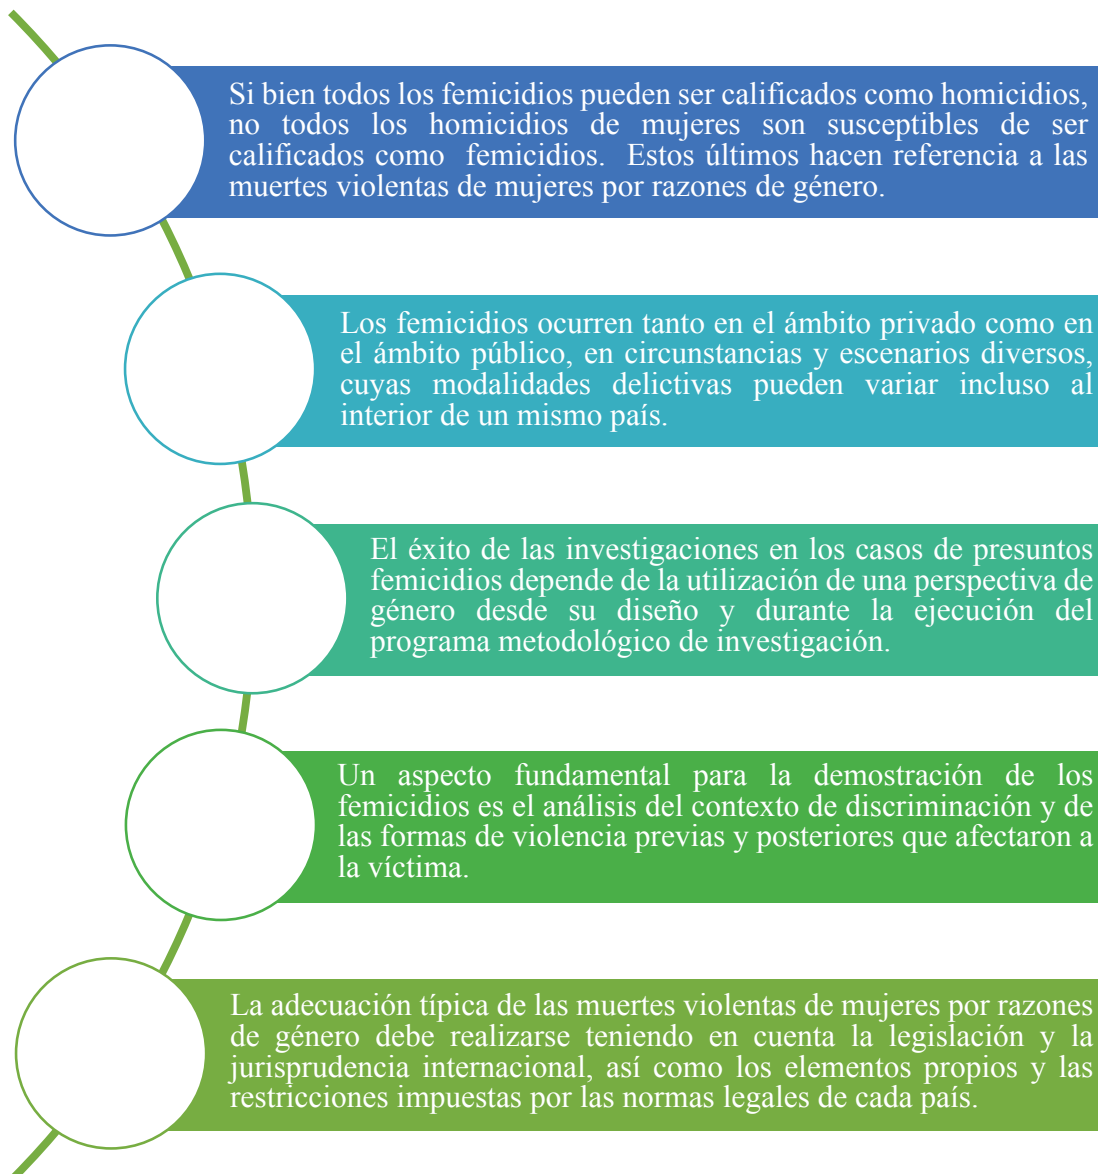 Si bien todos los femicidios pueden ser calificados como homicidios,
no todos los homicidios de mujeres son susceptibles de ser
calificados como femicidios. Estos últimos hacen referencia a las
muertes violentas de mujeres por razones de género.
Los femicidios ocurren tanto en el ámbito privado como en
el ámbito público, en circunstancias y escenarios diversos,
cuyas modalidades delictivas pueden variar incluso al
interior de un mismo país.
El éxito de las investigaciones en los casos de presuntos
femicidios depende de la utilización de una perspectiva de
género desde su diseño y durante la ejecución del
programa metodológico de investigación.
Un aspecto fundamental para la demostración de los
femicidios es el análisis del contexto de discriminación y de
las formas de violencia previas y posteriores que afectaron a
la víctima.
La adecuación típica de las muertes violentas de mujeres por razones
de género debe realizarse teniendo en cuenta la legislación y la
jurisprudencia internacional, así como los elementos propios y las
restricciones impuestas por las normas legales de cada país.